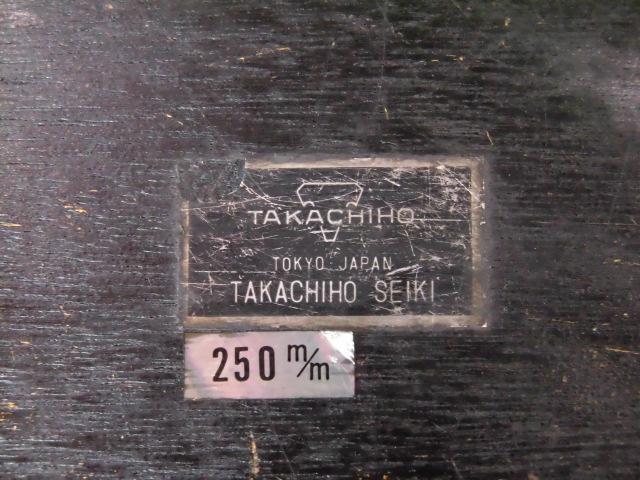 TAKACHIHO
TOKYO JAPAN
TAKACHIHO SEIKI
250 m/m